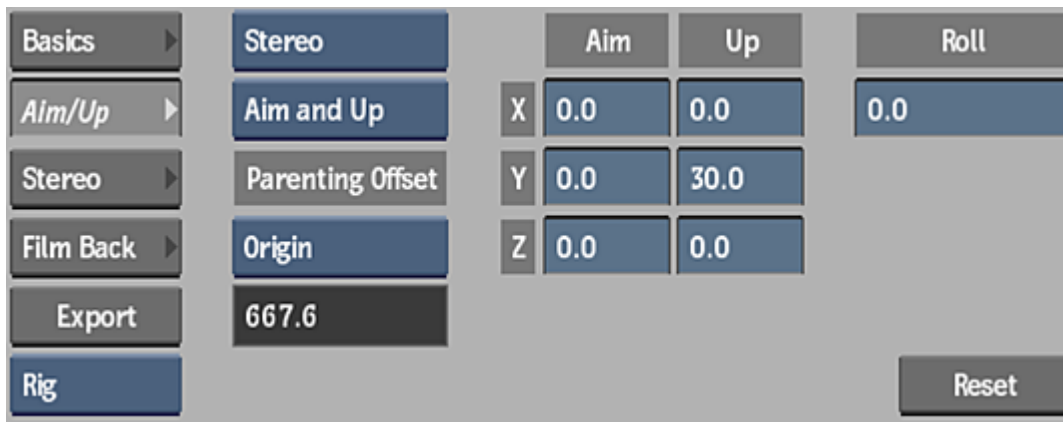 Basics Stereo Aim Up Roll
Aim/Up Aim and Up X 0.0 0.0 0.0
Stereo Parenting Offset Y 0.0 30.0
Film Back Origin Z 0.0 0.0
Export 667.6
Rig Reset